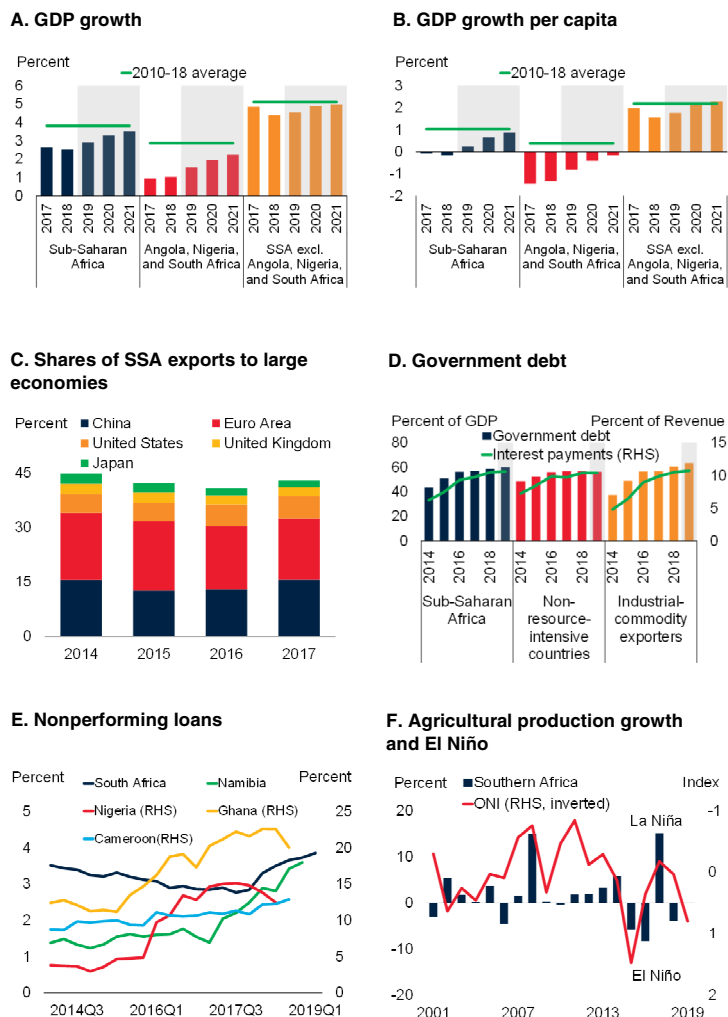 A. GDP growth
Percent
2010-18 average
6
5
4
3
2
1
0
2017 2018 2019 2020 2021 2017 2018 2019 2020 2021 2017 2018 2019 2020 2021
Sub-Saharan Africa
Angola, Nigeria, and South Africa
SSA excl. Angola, Nigeria, and South Africa
B. GDP growth per capita
Percent
2010-18 average
3
2
1
0
-1
-2
2017 2018 2019 2020 2021 2017 2018 2019 2020 2021 2017 2018 2019 2020 2021
Sub-Saharan Africa
Angola, Nigeria, and South Africa
SSA excl. Angola, Nigeria, and South Africa
C. Shares of SSA exports to large
economies
Percent
China
Euro Area
United States
United Kingdom
Japan
45
30
15
0
2014 2015 2016 2017
D. Government debt
Percent of GDP
Percent of Revenue
Government debt
Interest payments (RHS)
80
60
40
20
0
15
10
5
0
2014 2016 2018 2014 2016 2018 2014 2016 2018
Sub-Saharan Africa
Non-resource-intensive countries
Industrial-commodity exporters
E. Nonperforming loans
Percent
Percent
South Africa
Namibia
Nigeria (RHS)
Ghana (RHS)
Cameroon(RHS)
5
4
3
2
1
0
25
20
15
10
5
0
2014Q3 2016Q1 2017Q3 2019Q1
F. Agricultural production growth
and El Niño
Percent
Index
Southern Africa
ONI (RHS, inverted)
20
10
0
-10
-20
-1
0
1
2
La Niña
El Niño
2001 2007 2013 2019